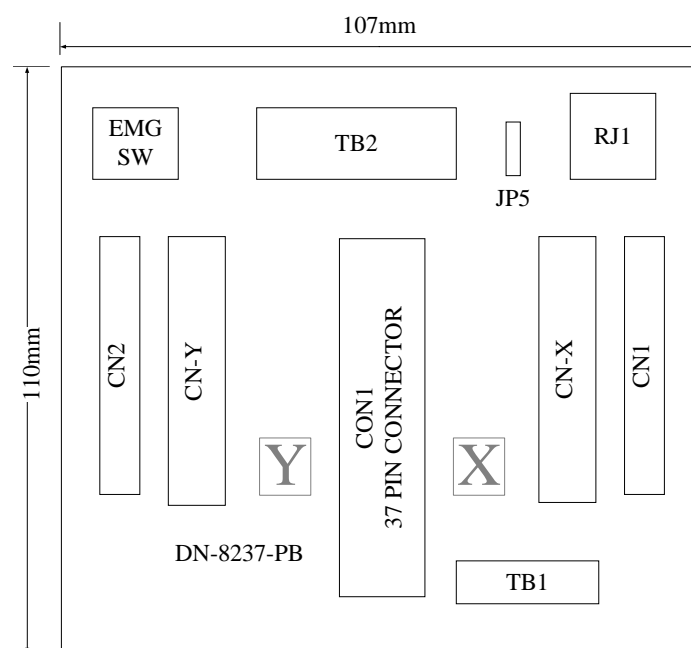 107mm
EMG
SW
TB2
RJ1
JP5
110mm
CN2
CN-Y
CON1
37 PIN CONNECTOR
CN-X
CN1
Y
X
DN-8237-PB
TB1